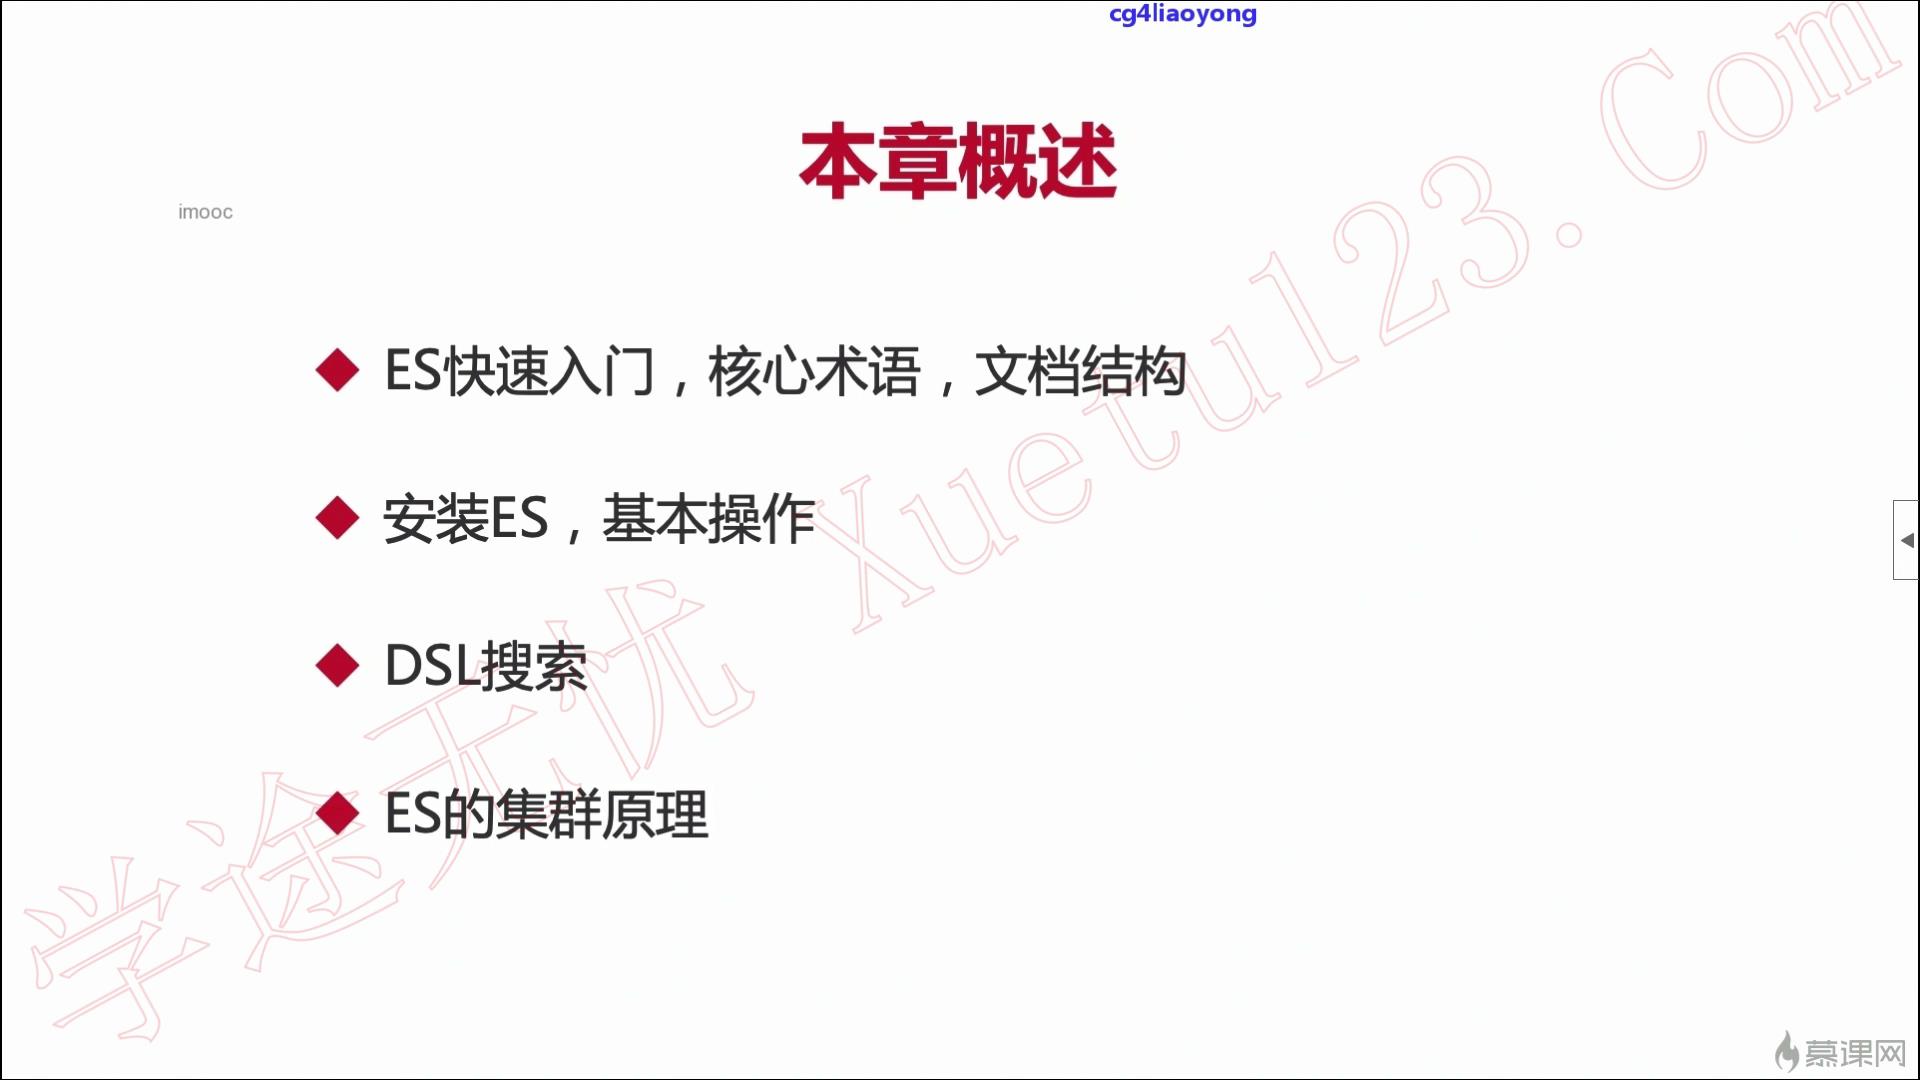 cg4liaoyong
本章概述
imooc
ES快速入门，核心术语，文档结构
安装ES，基本操作
DSL搜索
ES的集群原理
学途无忧 Xuetu123.Com
慕课网